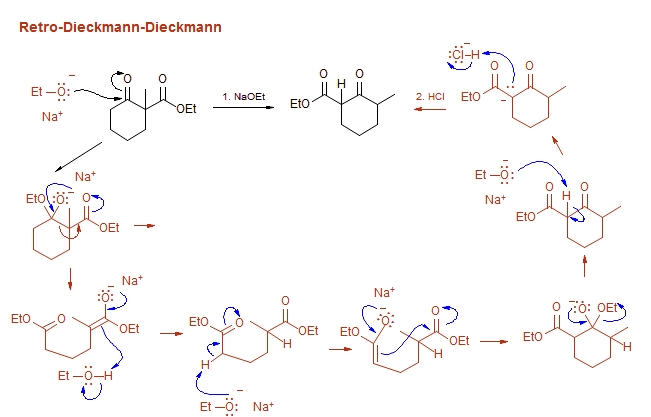 Retro-Dieckmann-Dieckmann
:Cl–H
Et –O:
Na+
O
O
OEt
1. NaOEt
O
H
O
EtO
2. HCl
O
O
EtO
Na+
EtO
:O:
O
OEt
Et –O:
Na+
H
O
O
EtO
Na+
:O:
EtO
O
OEt
Et –O–H
EtO
O
O
OEt
H
H
Et –O:
Na+
Na+
EtO
:O:
O
OEt
H
O
:O:
OEt
EtO
H